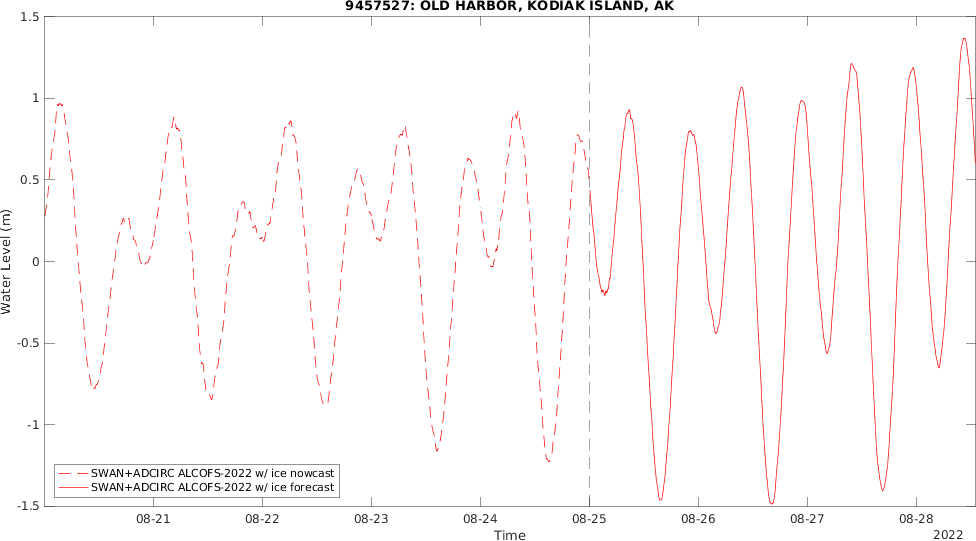 9457527: OLD HARBOR, KODIAK ISLAND, AK
1.5
1
0.5
0
-0.5
-1
-1.5
Water Level (m)
SWAN+ADCIRC ALCOFS-2022 w/ ice nowcast
SWAN+ADCIRC ALCOFS-2022 w/ ice forecast
08-21 08-22 08-23 08-24 08-25 08-26 08-27 08-28
Time
2022